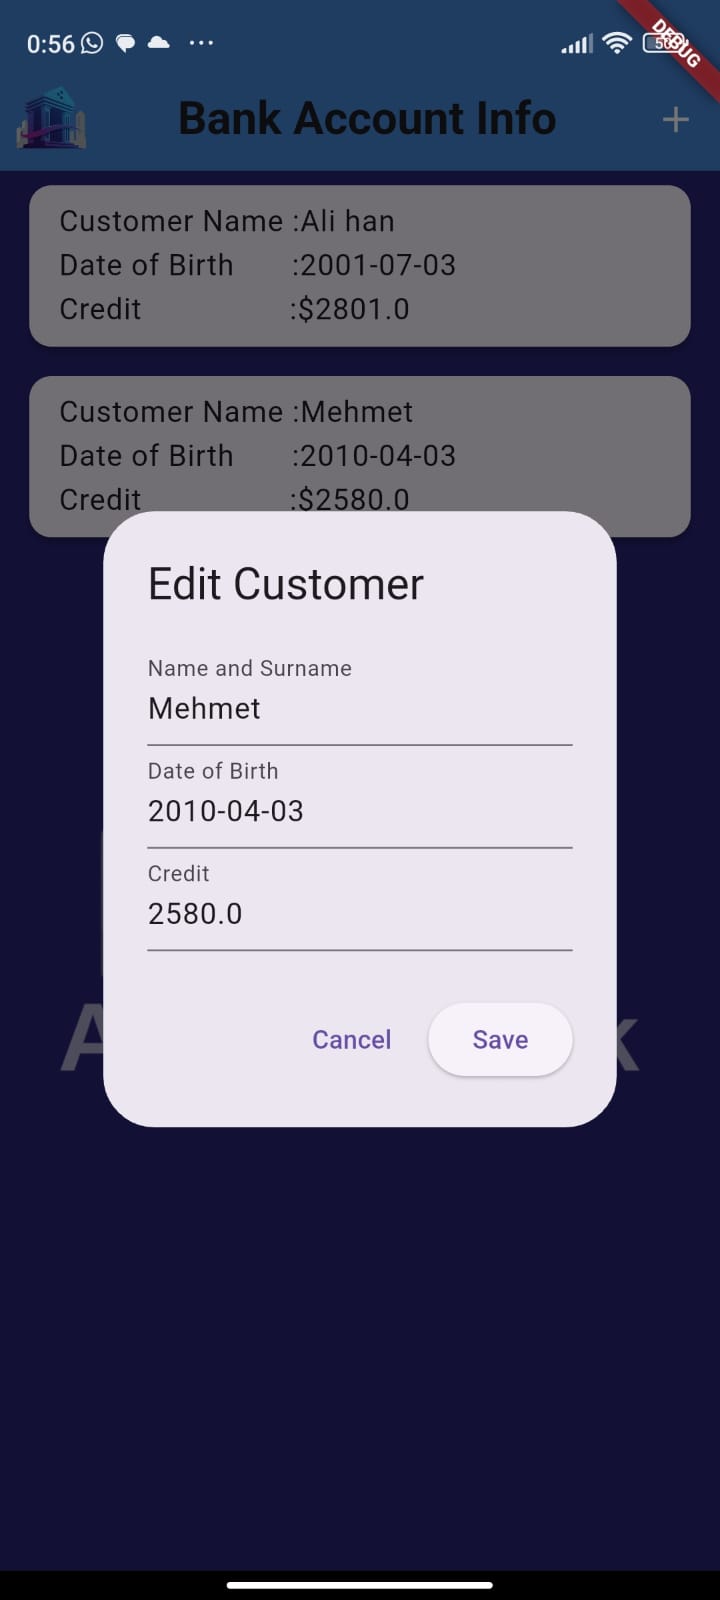 0:56
DEBUG
Bank Account Info
+
Customer Name :Ali han
Date of Birth :2001-07-03
Credit :$2801.0
Customer Name :Mehmet
Date of Birth :2010-04-03
Credit :$2580.0
Edit Customer
Name and Surname
Mehmet
Date of Birth
2010-04-03
Credit
2580.0
Cancel
Save